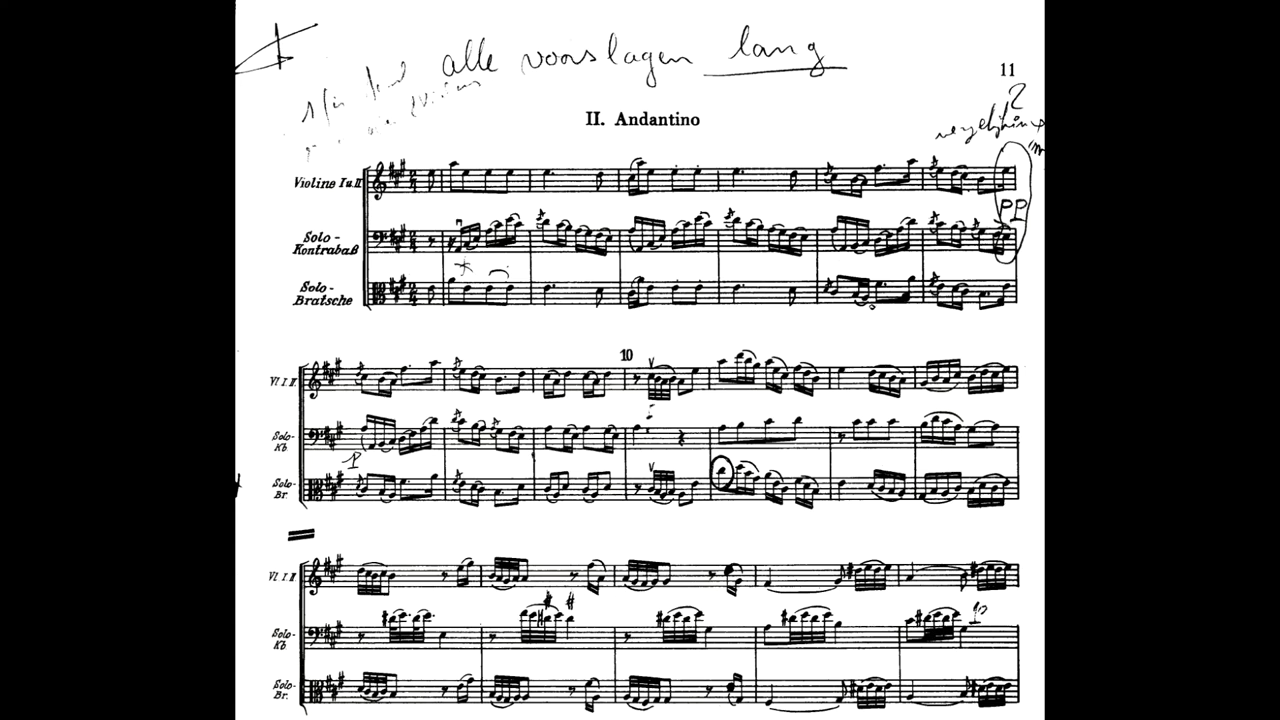 alle voorslagen lang
11
2
II. Andantino
Violine I u. II
PP
Solo-
Kontrabaß
Solo-
Bratsche
10
Vl. I. II
Solo-
Kb
P
Solo-
Br.
Vl. I II
Solo-
Kb
Solo-
Br.